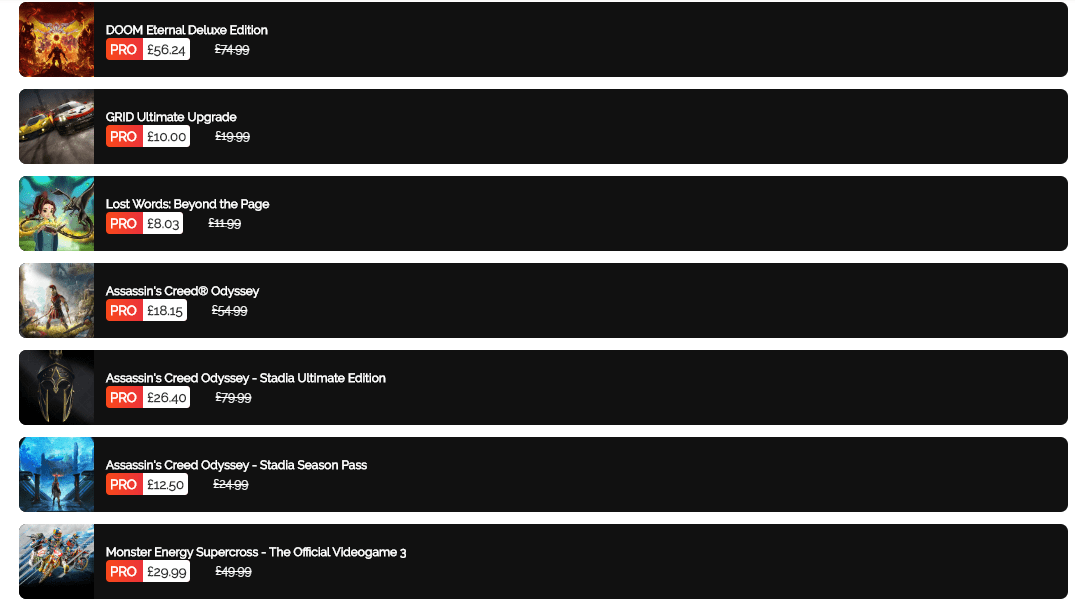 DOOM Eternal Deluxe Edition
PRO £56.24 £74.99
GRID Ultimate Upgrade
PRO £10.00 £19.99
Lost Words: Beyond the Page
PRO £8.03 £11.99
Assassin's Creed® Odyssey
PRO £18.15 £54.99
Assassin's Creed Odyssey - Stadia Ultimate Edition
PRO £26.40 £79.99
Assassin's Creed Odyssey - Stadia Season Pass
PRO £12.50 £24.99
Monster Energy Supercross - The Official Videogame 3
PRO £29.99 £49.99